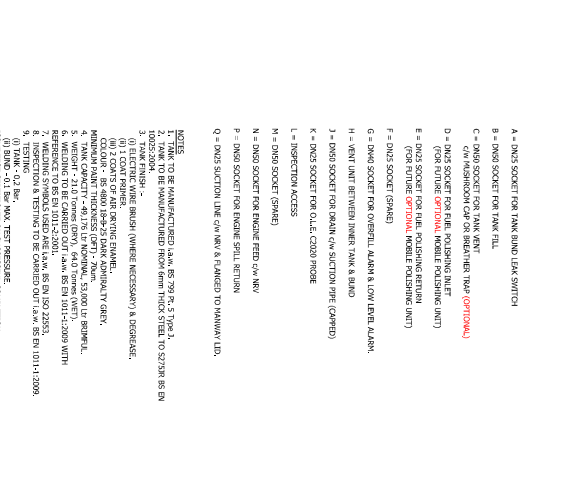 A = DN25 SOCKET FOR TANK BUND LEAK SWITCH
B = DN50 SOCKET FOR TANK FILL
C = DN50 SOCKET FOR TANK VENT
c/w MUSHROOM CAP OR BREATHER TRAP (OPTIONAL)
D = DN25 SOCKET FOR FUEL POLISHING INLET
(FOR FUTURE OPTIONAL MOBILE POLISHING UNIT)
E = DN25 SOCKET FOR FUEL POLISHING RETURN
(FOR FUTURE OPTIONAL MOBILE POLISHING UNIT)
F = DN25 SOCKET (SPARE)
G = DN40 SOCKET FOR OVERFILL ALARM & LOW LEVEL ALARM.
H = VENT UNIT BETWEEN INNER TANK & BUND
J = DN50 SOCKET FOR DRAIN c/w SUCTION PIPE (CAPPED)
K = DN25 SOCKET FOR O.L.E. C2020 PROBE
L = INSPECTION ACCESS
M = DN50 SOCKET (SPARE)
N = DN50 SOCKET FOR ENGINE FEED c/w NRV
P = DN50 SOCKET FOR ENGINE SPILL RETURN
Q = DN25 SUCTION LINE c/w NRV & FLANGED TO MANWAY LID.
NOTES
1. TANK TO BE MANUFACTURED i.a.w. BS 799 Pt. 5 Type J.
2. TANK TO BE MANUFACTURED FROM 6mm THICK STEEL TO S275JR BS EN
10025:2004.
3. TANK FINISH :-
(i) ELECTRIC WIRE BRUSH (WHERE NECESSARY) & DEGREASE.
(ii) 1 COAT PRIMER.
(iii) 2 COATS OF AIR DRYING ENAMEL
COLOUR - BS 4800 18-B-25 DARK ADMIRALTY GREY.
MINIMUM PAINT THICKNESS (DFT) - 70um
4. TANK CAPACITY - 49,176 Ltr NOMINAL, 53,000 Ltr BRIMFUL.
5. WEIGHT - 21.0 Tonnes (DRY), 64.0 Tonnes (WET).
6. WELDING TO BE CARRIED OUT i.a.w. BS EN 1011-1:2009 WITH
REFERENCE TO BS EN 1011-2:2001.
7. WELDING SYMBOLS USED ARE i.a.w. BS EN ISO 22553.
8. INSPECTION & TESTING TO BE CARRIED OUT i.a.w. BS EN 1011-1:2009.
9. TESTING
(i) TANK - 0.2 Bar,
(ii) BUND - 0.1 Bar MAX. TEST PRESSURE.